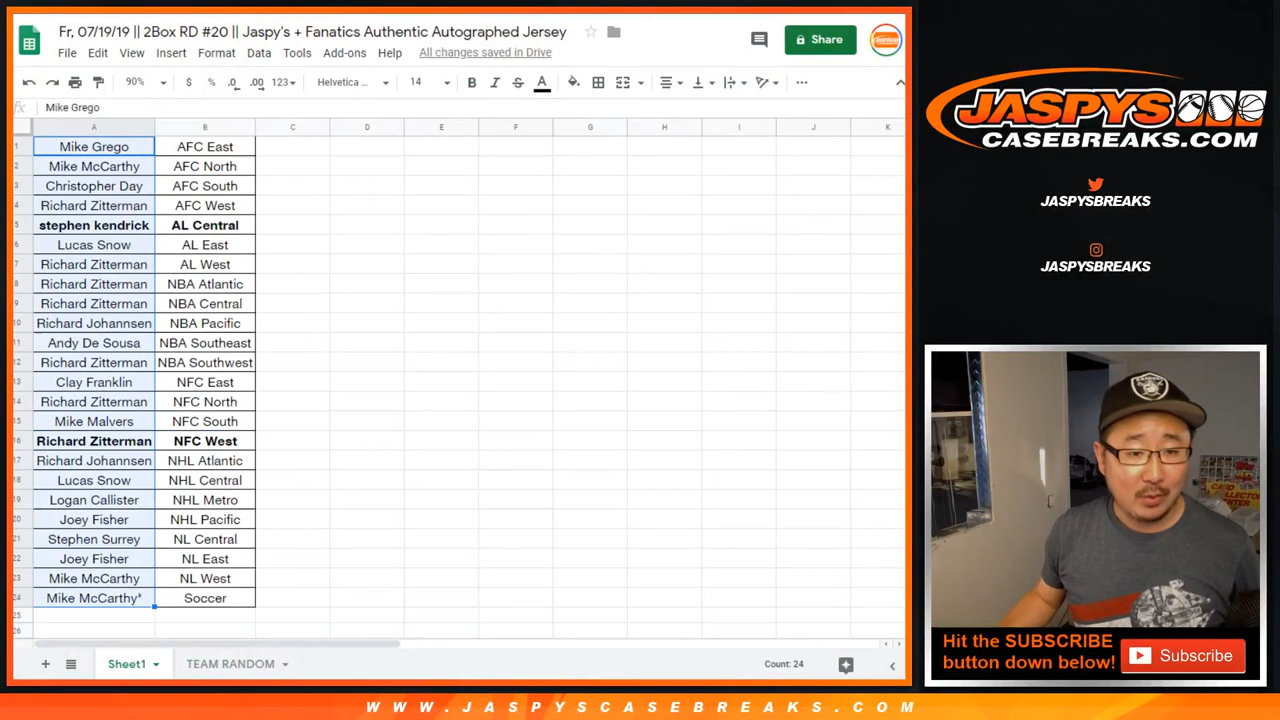 Fr, 07/19/19 || 2Box RD #20 || Jaspy's + Fanatics Authentic Autographed Jersey
Share
File Edit View Insert Format Data Tools Add-ons Help All changes saved in Drive
90% $ % .0 .00 123 Helvetica ... 14 B I S A
fx Mike Grego
A B C D E F G H I J K
1 Mike Grego AFC East
2 Mike McCarthy AFC North
3 Christopher Day AFC South
4 Richard Zitterman AFC West
5 stephen kendrick AL Central
6 Lucas Snow AL East
7 Richard Zitterman AL West
8 Richard Zitterman NBA Atlantic
9 Richard Zitterman NBA Central
10 Richard Johannsen NBA Pacific
11 Andy De Sousa NBA Southeast
12 Richard Zitterman NBA Southwest
13 Clay Franklin NFC East
14 Richard Zitterman NFC North
15 Mike Malvers NFC South
16 Richard Zitterman NFC West
17 Richard Johannsen NHL Atlantic
18 Lucas Snow NHL Central
19 Logan Callister NHL Metro
20 Joey Fisher NHL Pacific
21 Stephen Surrey NL Central
22 Joey Fisher NL East
23 Mike McCarthy NL West
24 Mike McCarthy* Soccer
25
26
Sheet1 TEAM RANDOM Count: 24
JASPYS
CASEBREAKS.COM
JASPYSBREAKS
JASPYSBREAKS
RAIDERS
Hit the SUBSCRIBE
button down below!
Subscribe
WWW.JASPYSCASEBREAKS.COM